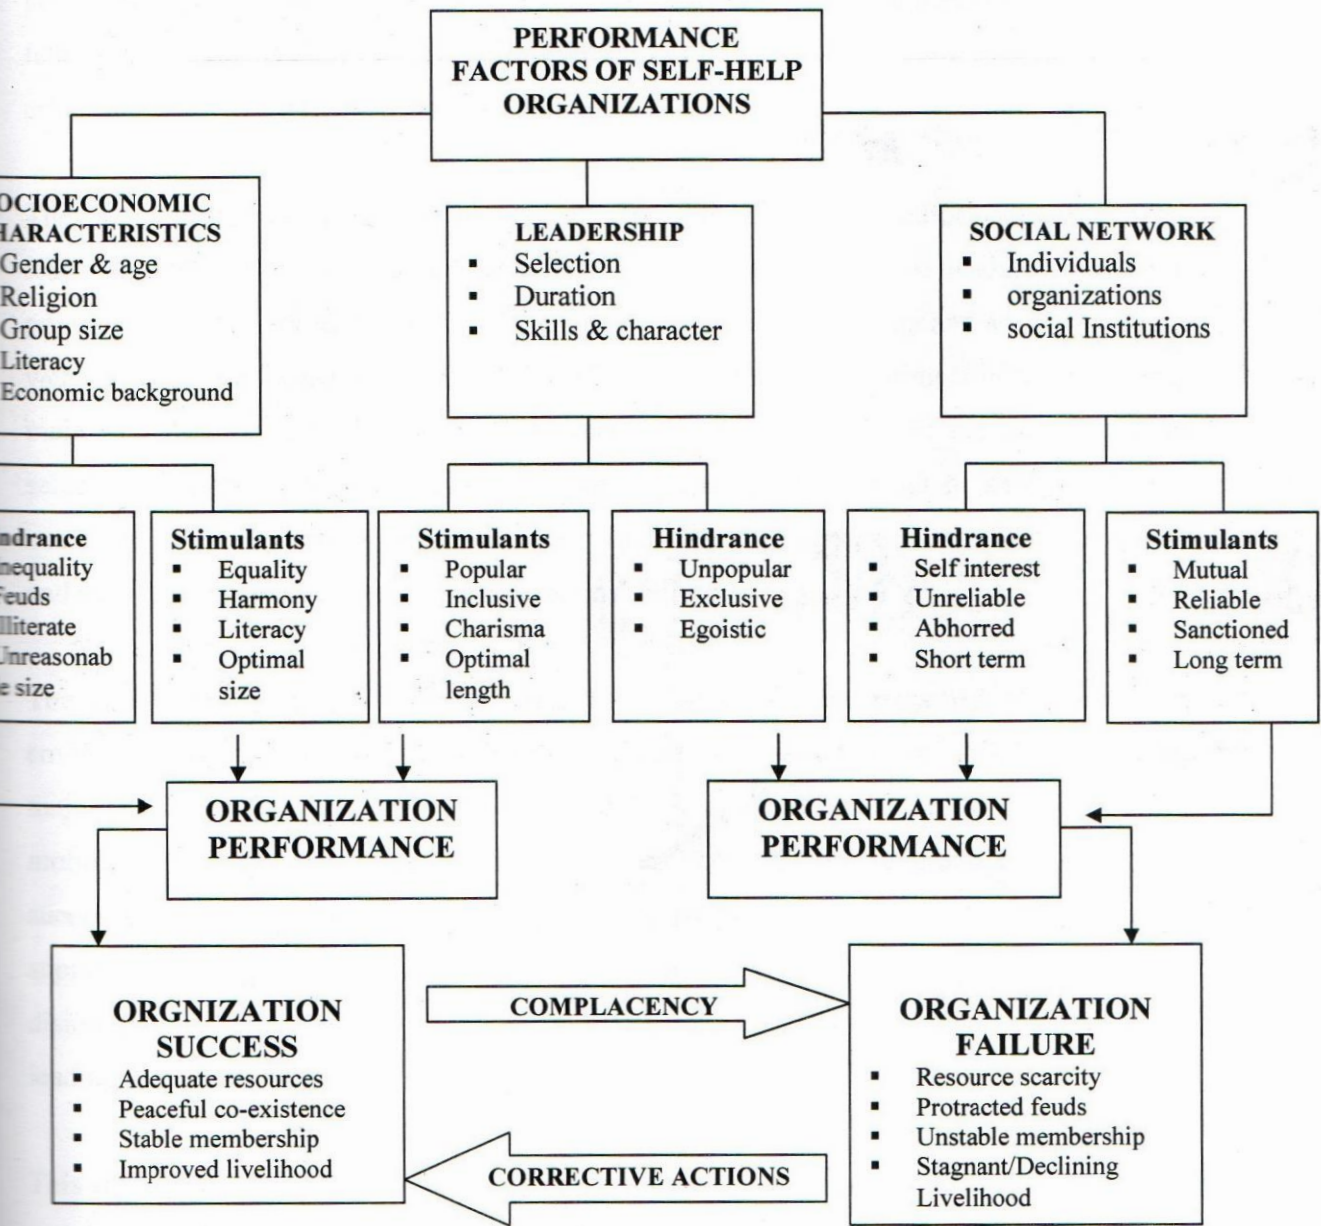 PERFORMANCE
FACTORS OF SELF-HELP
ORGANIZATIONS
OCIOECONOMIC
HARACTERISTICS
Gender & age
Religion
Group size
Literacy
Economic background
LEADERSHIP
▪ Selection
▪ Duration
▪ Skills & character
SOCIAL NETWORK
▪ Individuals
▪ organizations
▪ social Institutions
ndrance
nequality
Feuds
lliterate
Unreasonab
e size
Stimulants
▪ Equality
▪ Harmony
▪ Literacy
▪ Optimal
size
Stimulants
▪ Popular
▪ Inclusive
▪ Charisma
▪ Optimal
length
Hindrance
▪ Unpopular
▪ Exclusive
▪ Egoistic
Hindrance
▪ Self interest
▪ Unreliable
▪ Abhorred
▪ Short term
Stimulants
▪ Mutual
▪ Reliable
▪ Sanctioned
▪ Long term
ORGANIZATION
PERFORMANCE
ORGANIZATION
PERFORMANCE
ORGNIZATION
SUCCESS
▪ Adequate resources
▪ Peaceful co-existence
▪ Stable membership
▪ Improved livelihood
COMPLACENCY
CORRECTIVE ACTIONS
ORGANIZATION
FAILURE
▪ Resource scarcity
▪ Protracted feuds
▪ Unstable membership
▪ Stagnant/Declining
Livelihood